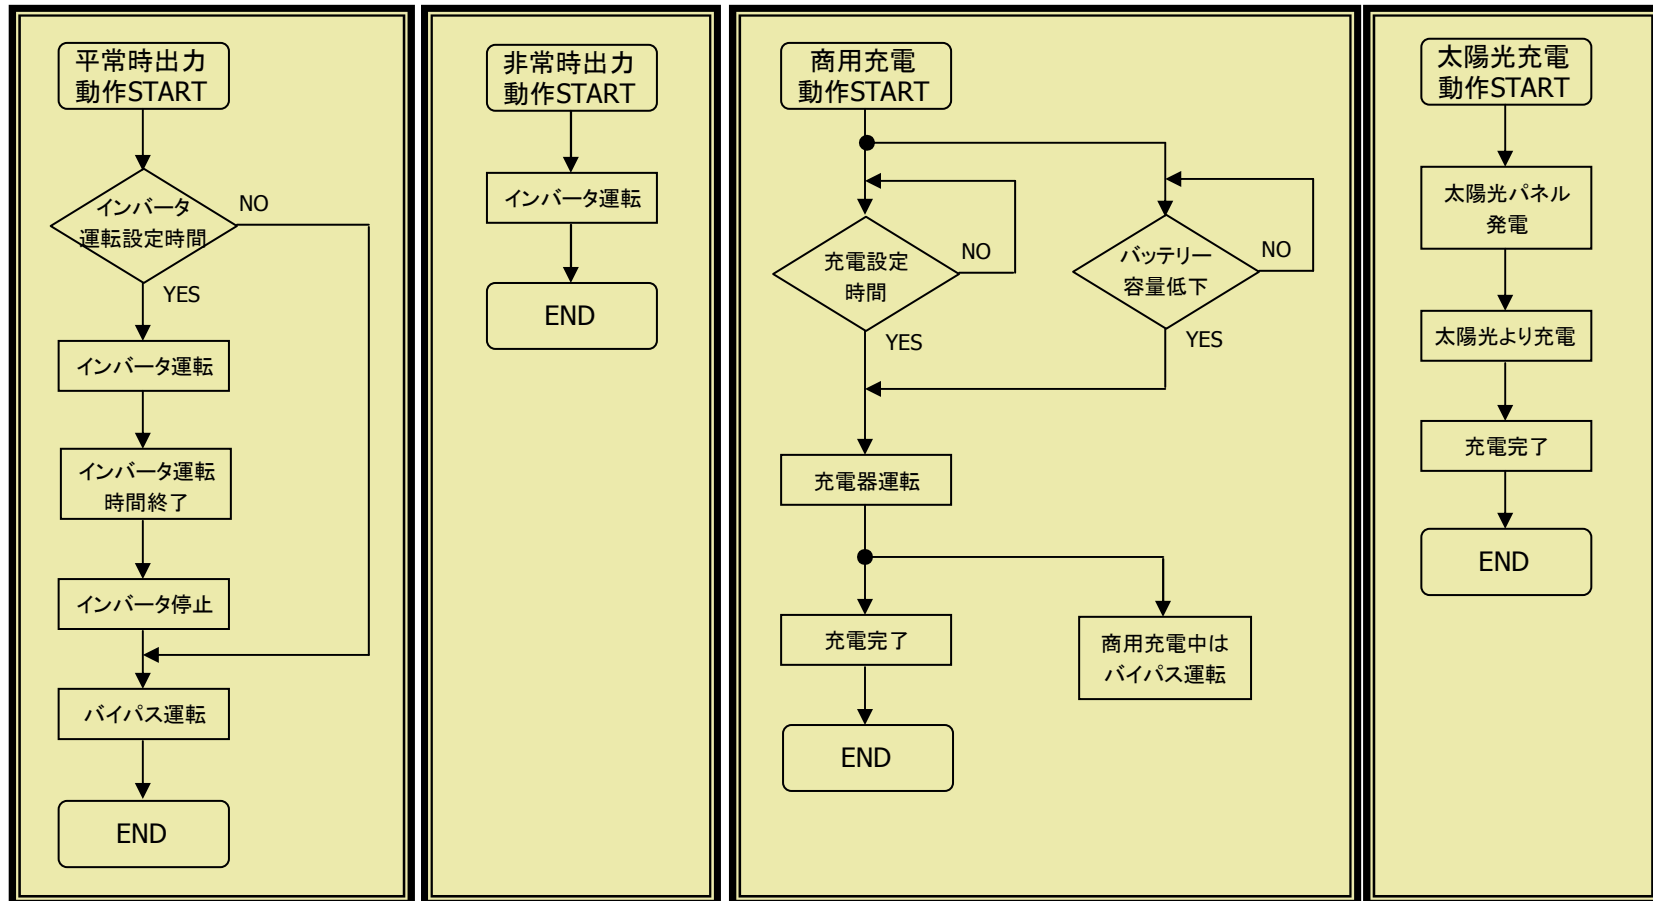 平常時出力
動作START
インバータ
運転設定時間
NO
YES
インバータ運転
インバータ運転
時間終了
インバータ停止
バイパス運転
END
非常時出力
動作START
インバータ運転
END
商用充電
動作START
充電設定
時間
NO
YES
バッテリー
容量低下
NO
YES
充電器運転
充電完了
商用充電中は
バイパス運転
END
太陽光充電
動作START
太陽光パネル
発電
太陽光より充電
充電完了
END